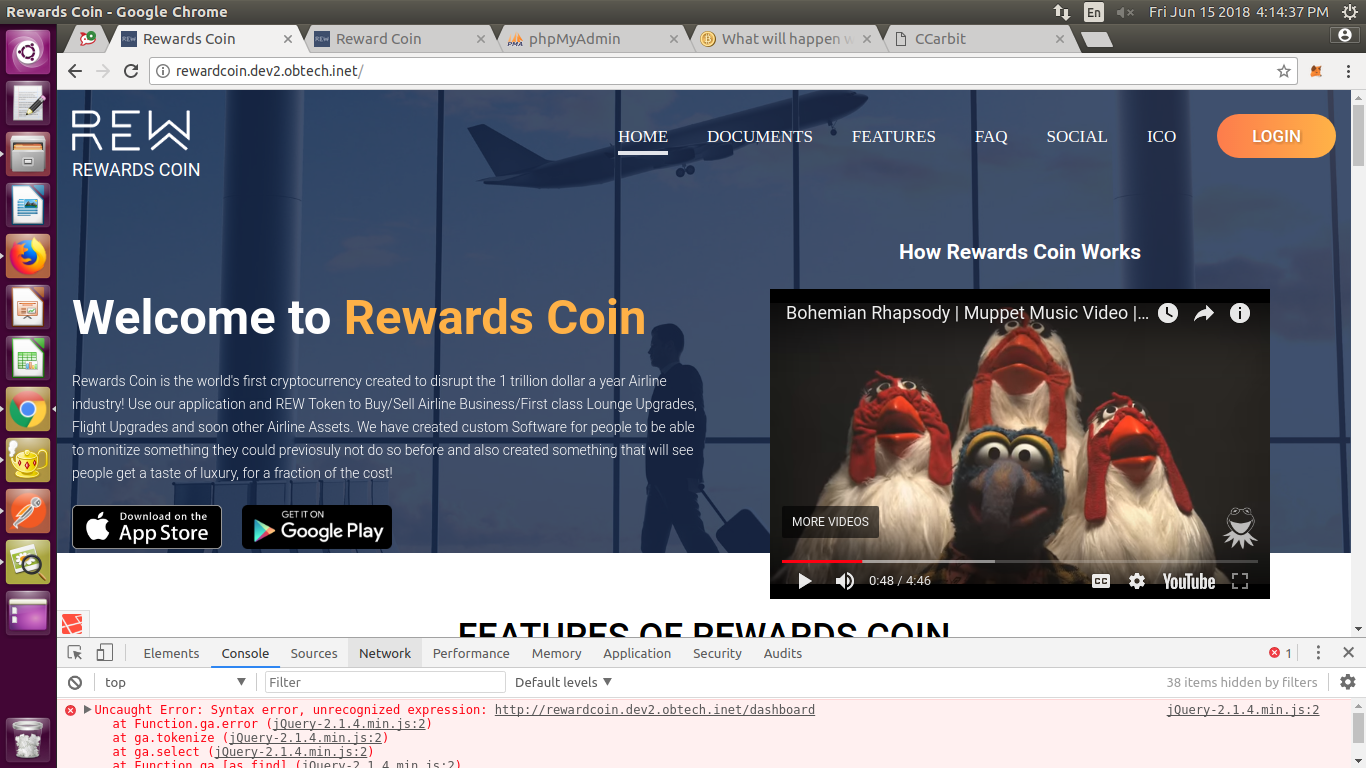 Rewards Coin - Google Chrome
En
Fri Jun 15 2018 4:14:37 PM
Rewards Coin
Reward Coin
phpMyAdmin
What will happen w
CCarbit
rewardcoin.dev2.obtech.inet/
REW
REWARDS COIN
HOME
DOCUMENTS
FEATURES
FAQ
SOCIAL
ICO
LOGIN
How Rewards Coin Works
Welcome to Rewards Coin
Rewards Coin is the world's first cryptocurrency created to disrupt the 1 trillion dollar a year Airline
industry! Use our application and REW Token to Buy/Sell Airline Business/First class Lounge Upgrades,
Flight Upgrades and soon other Airline Assets. We have created custom Software for people to be able
to monitize something they could previosuly not do so before and also created something that will see
people get a taste of luxury, for a fraction of the cost!
Download on the
App Store
GET IT ON
Google Play
Bohemian Rhapsody | Muppet Music Video |...
MORE VIDEOS
0:48 / 4:46
CC
YouTube
FEATURES OF REWARDS COIN
Elements
Console
Sources
Network
Performance
Memory
Application
Security
Audits
1
top
Filter
Default levels
38 items hidden by filters
Uncaught Error: Syntax error, unrecognized expression: http://rewardcoin.dev2.obtech.inet/dashboard
jQuery-2.1.4.min.js:2
at Function.ga.error (jQuery-2.1.4.min.js:2)
at ga.tokenize (jQuery-2.1.4.min.js:2)
at ga.select (jQuery-2.1.4.min.js:2)
at Function.ga [as find] (jQuery-2.1.4.min.js:2)